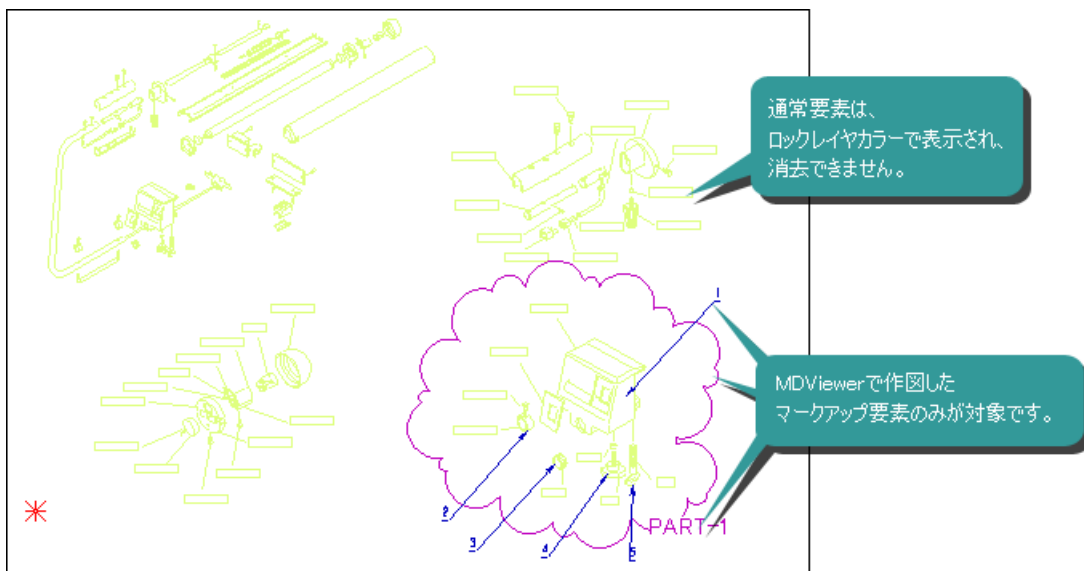 通常要素は、
ロックレイヤカラーで表示され、
消去できません。
1
MDViewerで作図した
マークアップ要素のみが対象です。
2
3
4
5
PART-1